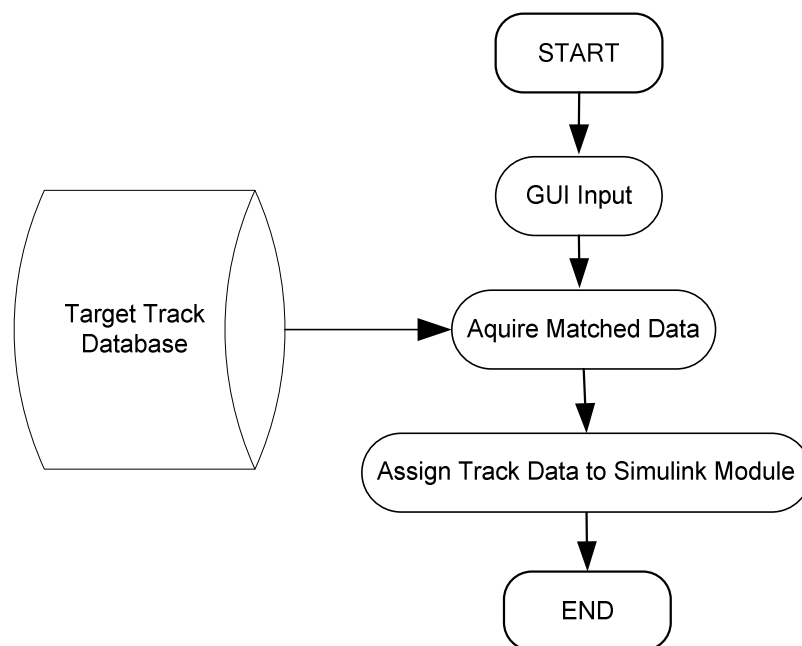 START
GUI Input
Target Track
Database
Aquire Matched Data
Assign Track Data to Simulink Module
END